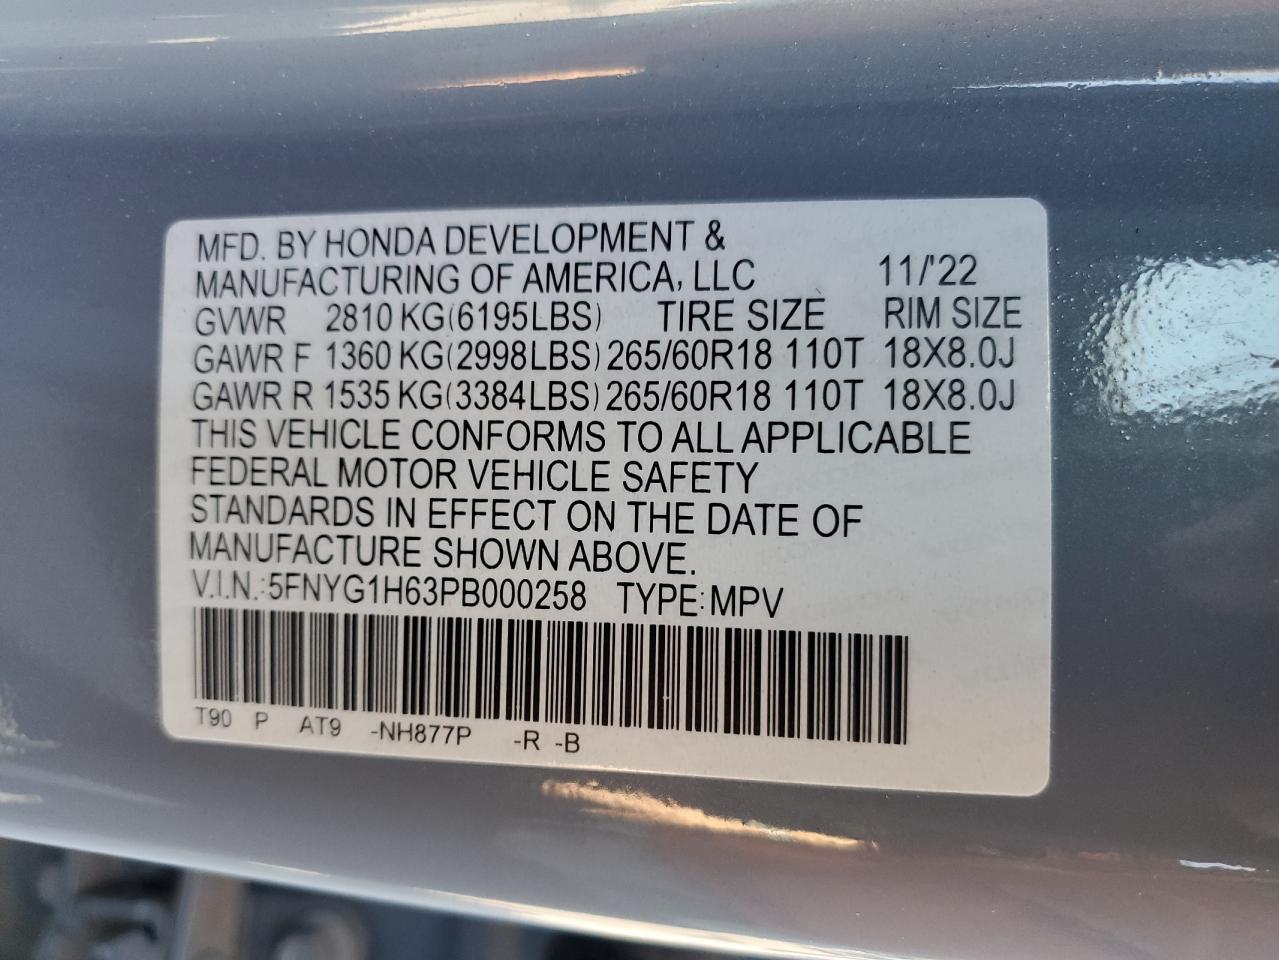 MFD. BY HONDA DEVELOPMENT &
MANUFACTURING OF AMERICA, LLC 11/'22
GVWR 2810 KG(6195LBS) TIRE SIZE RIM SIZE
GAWR F 1360 KG(2998LBS) 265/60R18 110T 18X8.0J
GAWR R 1535 KG(3384LBS) 265/60R18 110T 18X8.0J
THIS VEHICLE CONFORMS TO ALL APPLICABLE
FEDERAL MOTOR VEHICLE SAFETY
STANDARDS IN EFFECT ON THE DATE OF
MANUFACTURE SHOWN ABOVE.
V.I.N.:5FNYG1H63PB000258 TYPE:MPV
T90 P AT9 -NH877P -R -B